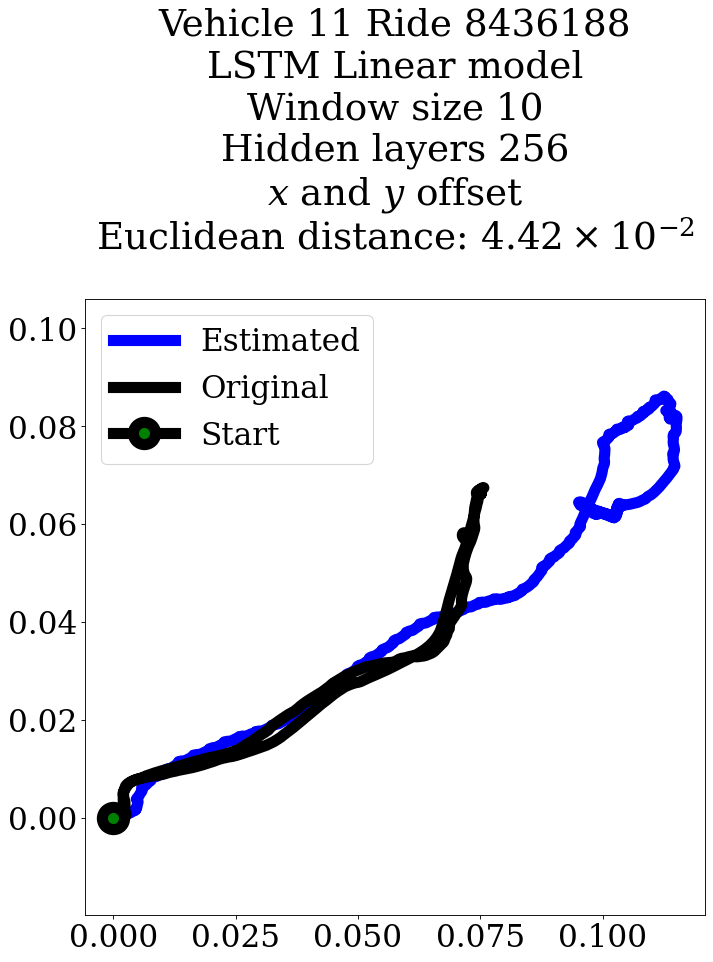 Vehicle 11 Ride 8436188
LSTM Linear model
Window size 10
Hidden layers 256
x and y offset
Euclidean distance: 4.42 × 10⁻²
Estimated
Original
Start
0.10
0.08
0.06
0.04
0.02
0.00
0.000 0.025 0.050 0.075 0.100